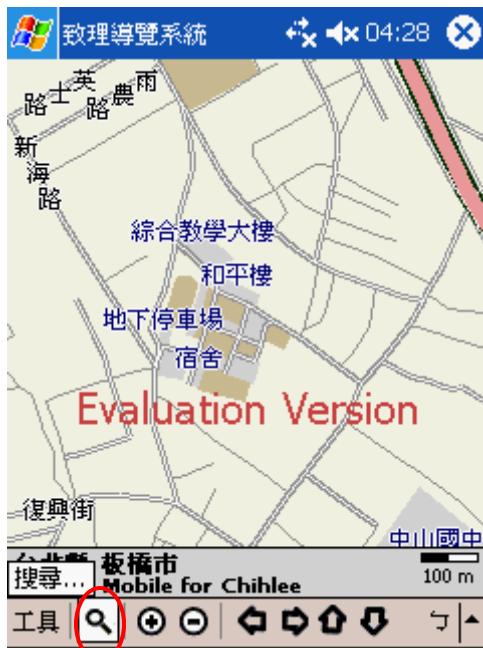 致理導覽系統 04:28
士英路
農雨路
新海路
綜合教學大樓
和平樓
地下停車場
宿舍
Evaluation Version
復興街
中山國中
板橋市
搜尋...
Mobile for Chihlee
100 m
工具
ㄅ